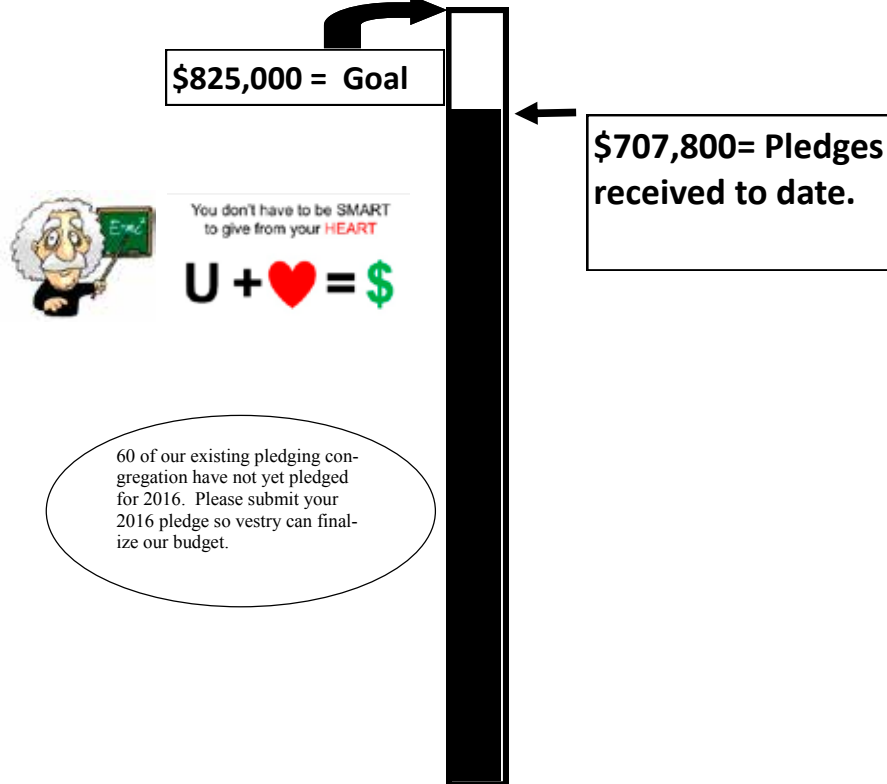 $825,000 = Goal
$707,800= Pledges
received to date.
E=mc²
You don't have to be SMART
to give from your HEART
U + ♥ = $
60 of our existing pledging con-
gregation have not yet pledged
for 2016. Please submit your
2016 pledge so vestry can final-
ize our budget.